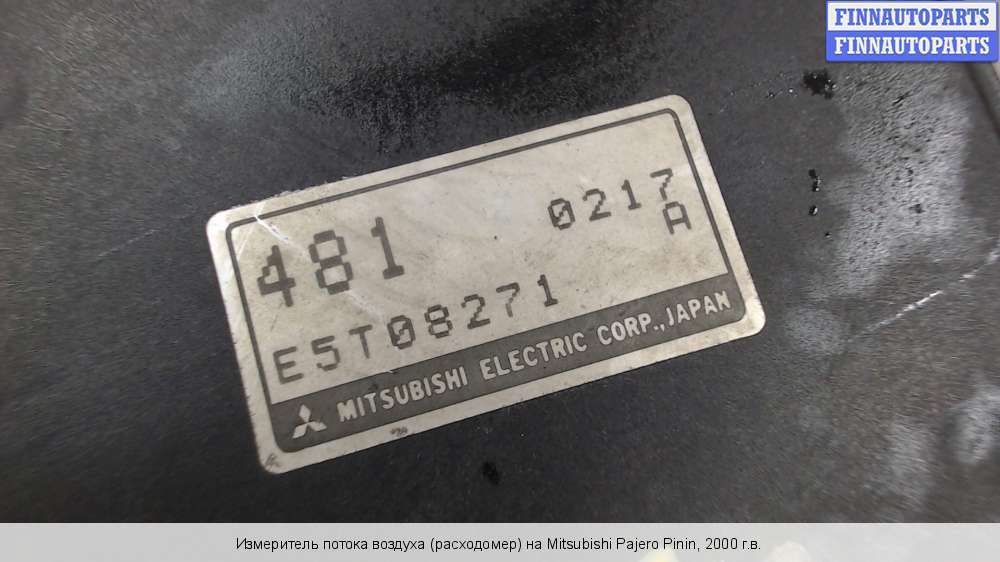 FINNAUTOPARTS
FINNAUTOPARTS
481 0217
A
E5T08271
MITSUBISHI ELECTRIC CORP., JAPAN
Измеритель потока воздуха (расходомер) на Mitsubishi Pajero Pinin, 2000 г.в.